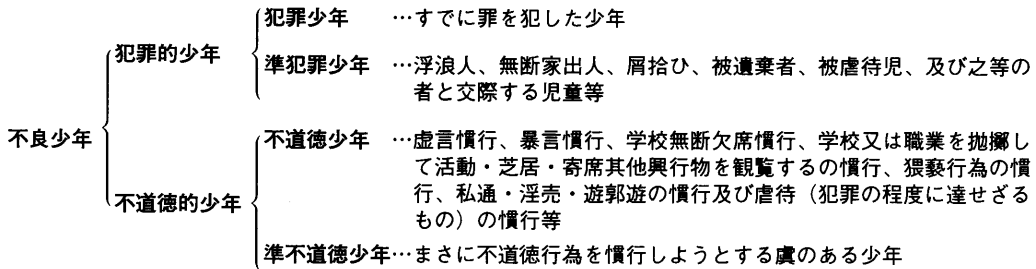 犯罪少年 …すでに罪を犯した少年
犯罪的少年
準犯罪少年 …浮浪人、無断家出人、屑拾ひ、被遺棄者、被虐待児、及び之等の
者と交際する児童等
不良少年
不道徳少年 …虚言慣行、暴言慣行、学校無断欠席慣行、学校又は職業を抛擲し
て活動・芝居・寄席其他興行物を観覧するの慣行、猥褻行為の慣
行、私通・淫売・遊郭遊の慣行及び虐待（犯罪の程度に達せざる
もの）の慣行等
不道徳的少年
準不道徳少年…まさに不道徳行為を慣行しようとする虞のある少年